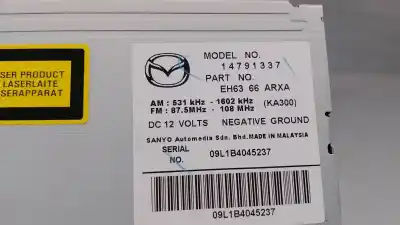 SER PRODUCT
LASERLAITE
SERAPPARAT
MODEL NO.
14791337
PART NO.
EH63 66 ARXA
AM : 531 kHz - 1602 kHz (KA300)
FM : 87.5MHz - 108 MHz
DC 12 VOLTS NEGATIVE GROUND
SANYO Automedia Sdn. Bhd. MADE IN MALAYSIA
SERIAL NO. 09L1B4045237
09L1B4045237